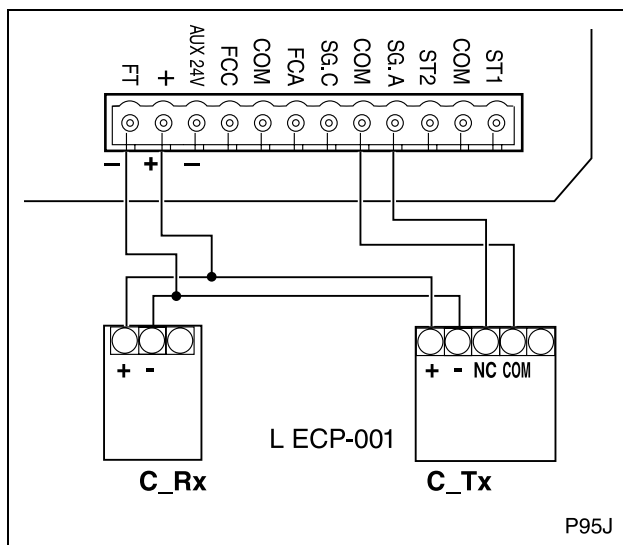 FT + AUX 24V FCC COM FCA SG.C COM SG.A ST2 COM ST1
− + −
+ -
+ - NC COM
L ECP-001
C_Rx C_Tx
P95J